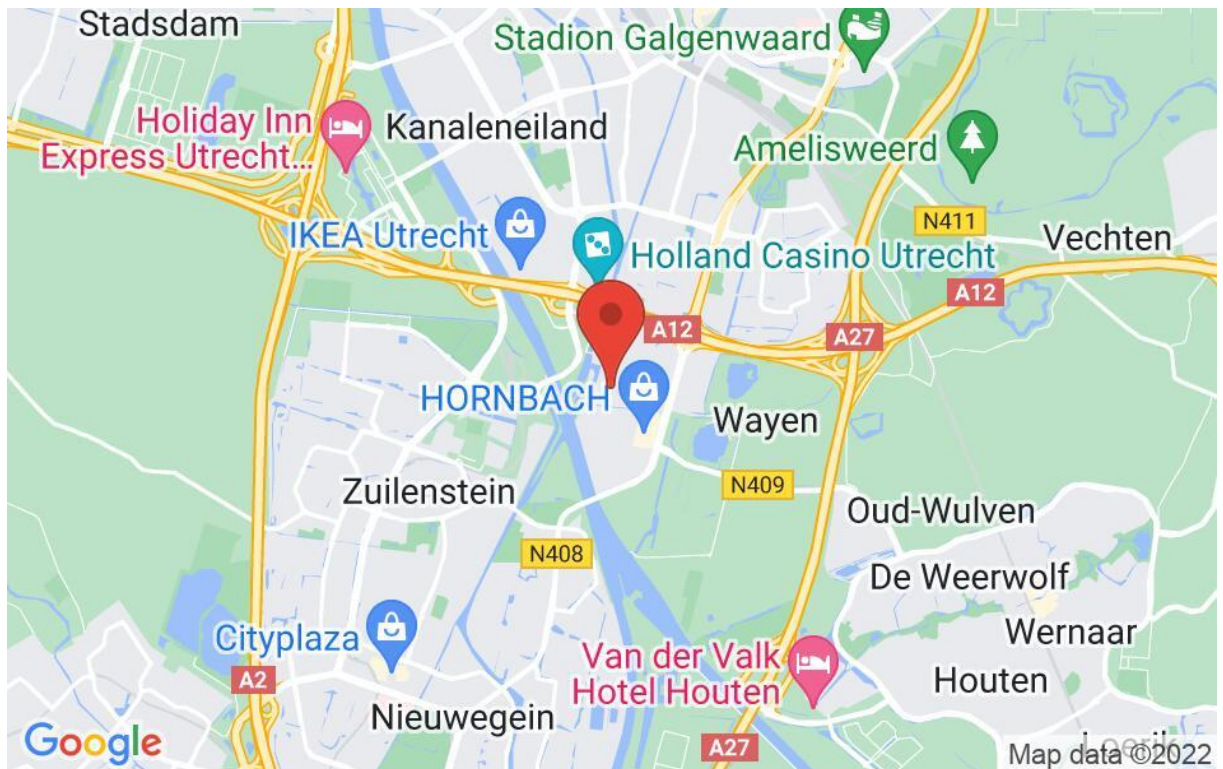 Stadsdam
Stadion Galgenwaard
Holiday Inn
Express Utrecht...
Kanaleneiland
Amelisweerd
N411
IKEA Utrecht
Vechten
Holland Casino Utrecht
A12
A12
A27
HORNBACH
Wayen
Zuilenstein
N409
Oud-Wulven
N408
De Weerwolf
Cityplaza
Wernaar
Van der Valk
Hotel Houten
A2
Houten
Nieuwegein
Google
A27
Loerik
Map data ©2022